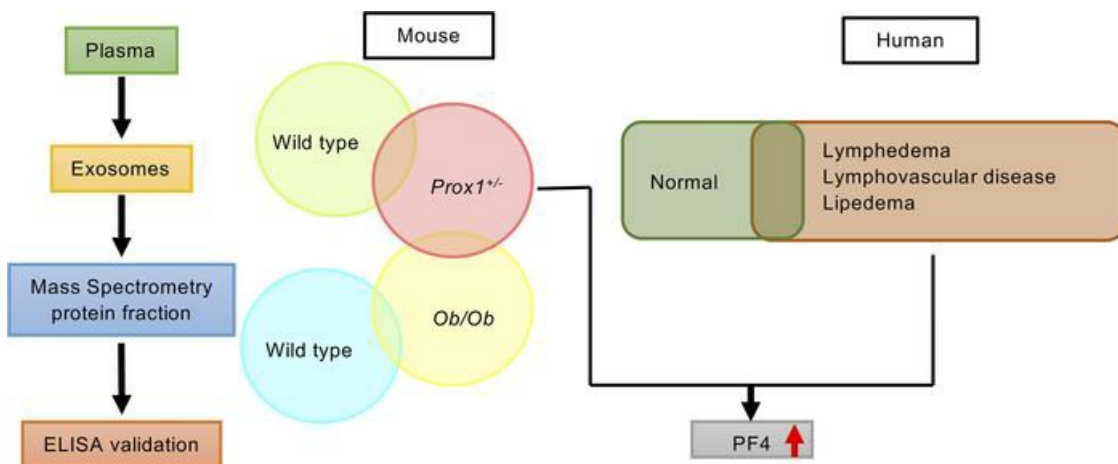 Plasma
Exosomes
Mass Spectrometry
protein fraction
ELISA validation
Mouse
Wild type
Prox1+/-
Ob/Ob
Wild type
Human
Normal
Lymphedema
Lymphovascular disease
Lipedema
PF4